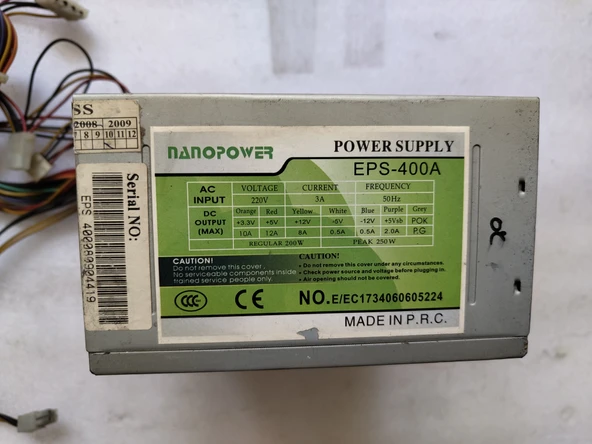 SS
2008 2009
7 8 9 10 11 12
Serial NO:
EPS 400A0904419
NANOPOWER
POWER SUPPLY
EPS-400A
AC INPUT VOLTAGE CURRENT FREQUENCY
220V 3A 50Hz
DC OUTPUT (MAX) Orange Red Yellow White Blue Purple Grey
+3.3V +5V +12V -5V -12V +5Vsb POK
10A 12A 8A 0.5A 0.5A 2.0A P.G
REGULAR 200W PEAK 250W
CAUTION!
Do not remove this cover.
No serviceable components inside
trained service people only.
CAUTION!
• Do not removing this cover under any circumstances.
• Check power source and voltage before plugging in.
• Air opening should not be covered.
CCC CE NO.E/EC1734060605224
MADE IN P.R.C.